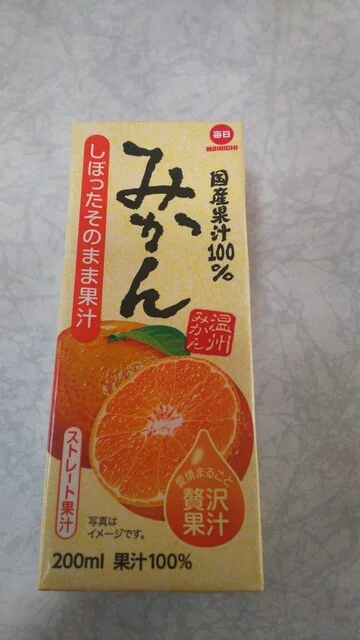 毎日
MAINICHI
国産果汁100%
みかん
しぼったそのまま果汁
温州
みかん
愛情まるごと
贅沢
果汁
ストレート果汁
写真は
イメージです。
200ml 果汁100%